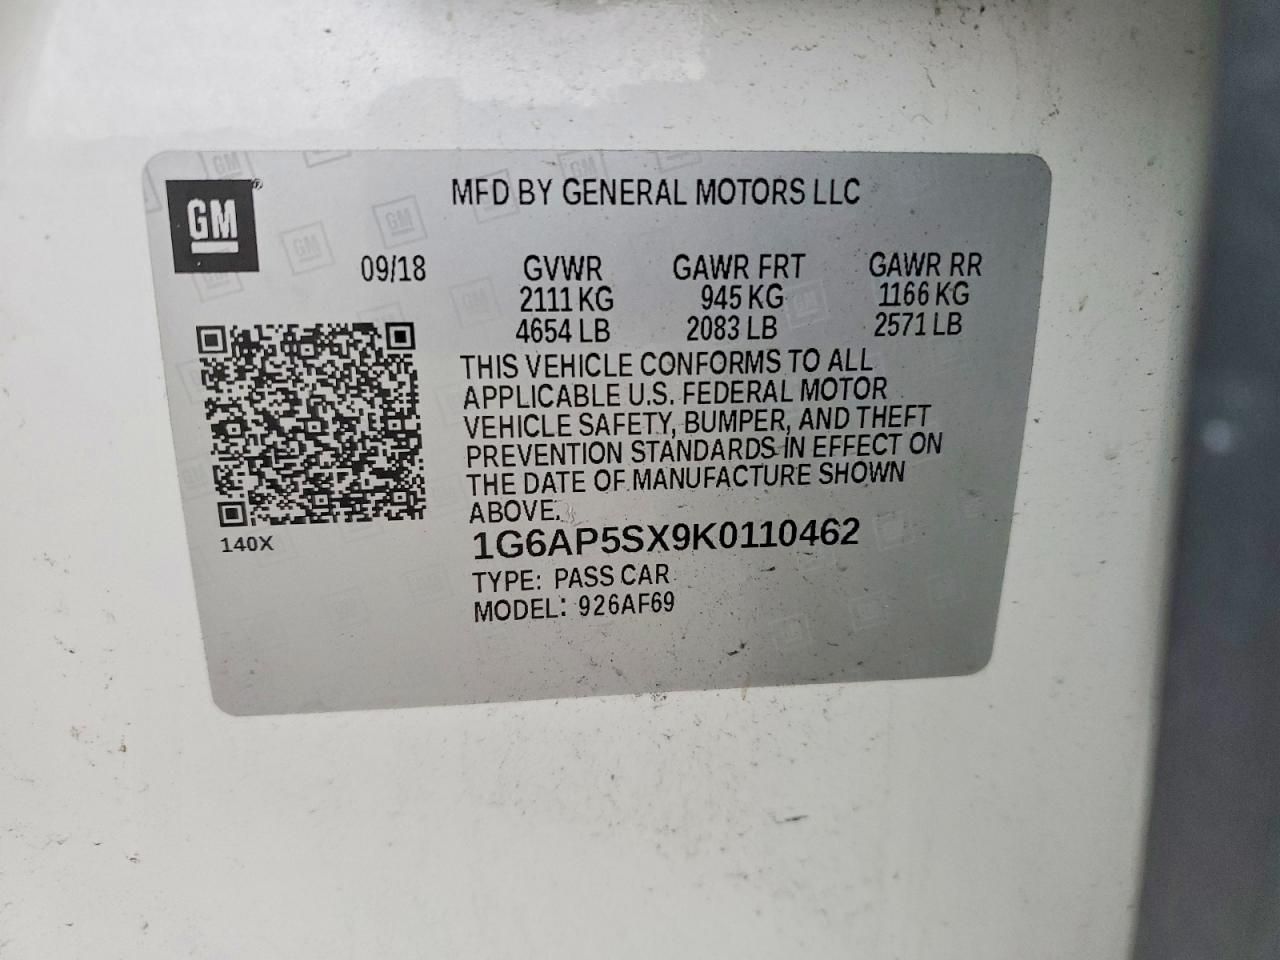 GM
MFD BY GENERAL MOTORS LLC
09/18 GVWR GAWR FRT GAWR RR
2111 KG 945 KG 1166 KG
4654 LB 2083 LB 2571 LB
THIS VEHICLE CONFORMS TO ALL
APPLICABLE U.S. FEDERAL MOTOR
VEHICLE SAFETY, BUMPER, AND THEFT
PREVENTION STANDARDS IN EFFECT ON
THE DATE OF MANUFACTURE SHOWN
ABOVE.
140X
1G6AP5SX9K0110462
TYPE: PASS CAR
MODEL: 926AF69